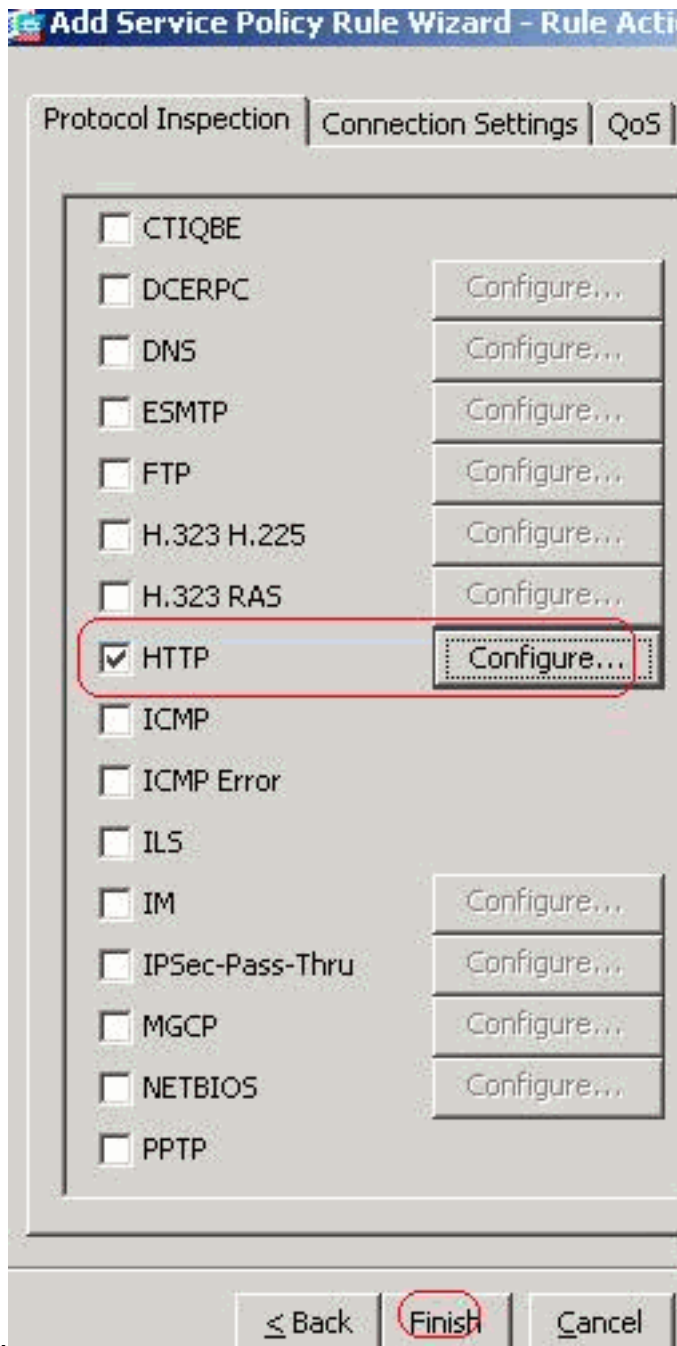 Add Service Policy Rule Wizard - Rule Acti
Protocol Inspection Connection Settings QoS
CTIQBE
DCERPC Configure...
DNS Configure...
ESMTP Configure...
FTP Configure...
H.323 H.225 Configure...
H.323 RAS Configure...
HTTP Configure...
ICMP
ICMP Error
ILS
IM Configure...
IPSec-Pass-Thru Configure...
MGCP Configure...
NETBIOS Configure...
PPTP
< Back Finish Cancel